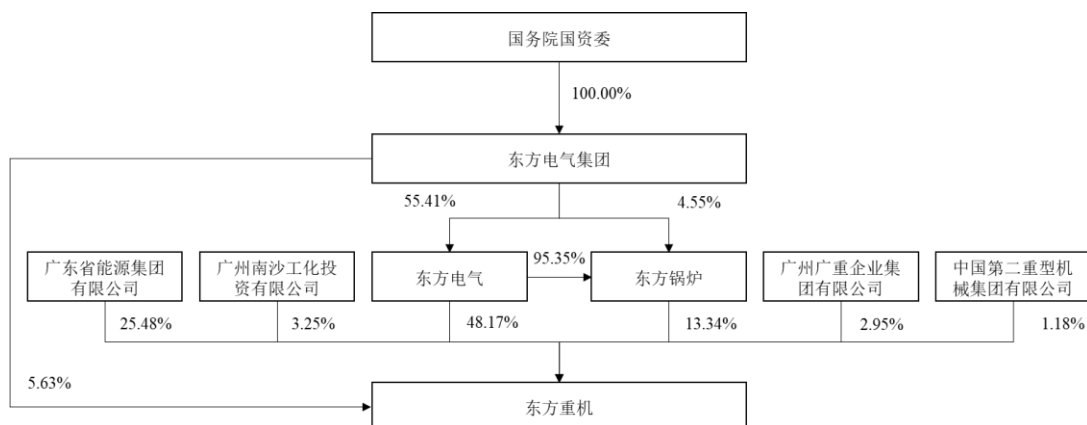 国务院国资委
100.00%
东方电气集团
55.41%
4.55%
广东省能源集团
有限公司
广州南沙工化投
资有限公司
东方电气
95.35%
东方锅炉
广州广重企业集
团有限公司
中国第二重型机
械集团有限公司
25.48%
3.25%
48.17%
13.34%
2.95%
1.18%
5.63%
东方重机